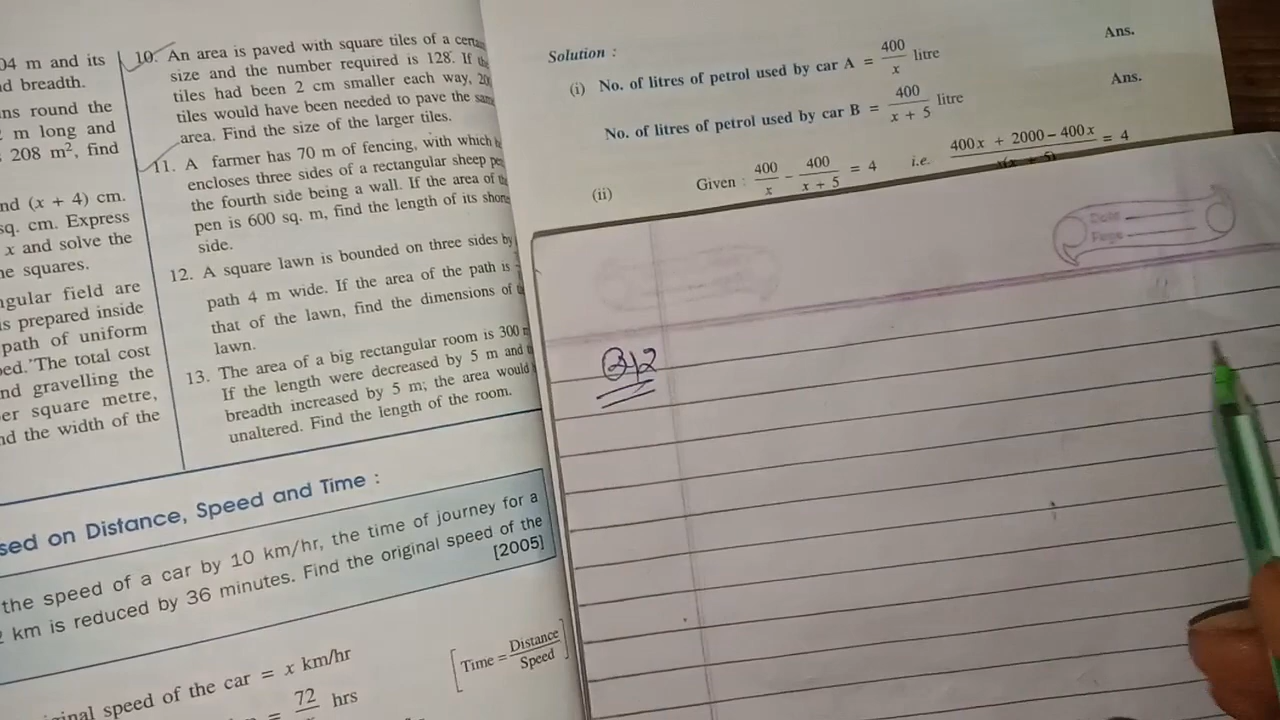 04 m and its
d breadth.
ns round the
m long and
208 m², find
nd (x + 4) cm.
sq. cm. Express
x and solve the
he squares.
ngular field are
is prepared inside
path of uniform
The total cost
nd gravelling the
er square metre,
nd the width of the
10. An area is paved with square tiles of a
size and the number required is 128. If
tiles had been 2 cm smaller each way,
tiles would have been needed to pave the
area. Find the size of the larger tiles.
11. A farmer has 70 m of fencing, with which
encloses three sides of a rectangular sheep
the fourth side being a wall. If the area of
pen is 600 sq. m, find the length of its
side.
12. A square lawn is bounded on three sides by
path 4 m wide. If the area of the path is
that of the lawn, find the dimensions of
lawn.
13. The area of a big rectangular room is 300
If the length were decreased by 5 m and
breadth increased by 5 m; the area would
unaltered. Find the length of the room.
sed on Distance, Speed and Time :
the speed of a car by 10 km/hr, the time of journey for a
km is reduced by 36 minutes. Find the original speed of the
[2005]
ginal speed of the car = x km/hr
[Time = Distance/Speed]
= 72 hrs
Solution :
Ans.
(i) No. of litres of petrol used by car A = 400/x litre
Ans.
No. of litres of petrol used by car B = 400/(x + 5) litre
(ii) Given : 400/x − 400/(x + 5) = 4 i.e. (400x + 2000 − 400x)/(x(x + 5)) = 4
Date
Page
Q12